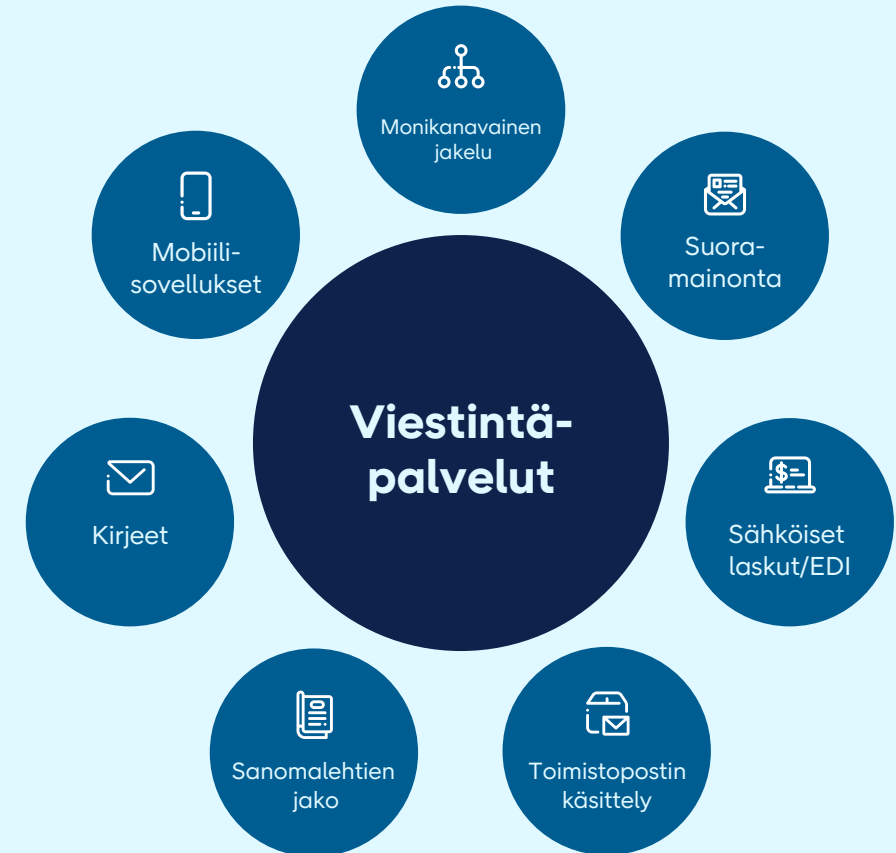 Monikanavainen
jakelu
Mobiili-
sovellukset
Suora-
mainonta
Viestintä-
palvelut
Kirjeet
Sähköiset
laskut/EDI
Sanomalehtien
jako
Toimistopostin
käsittely